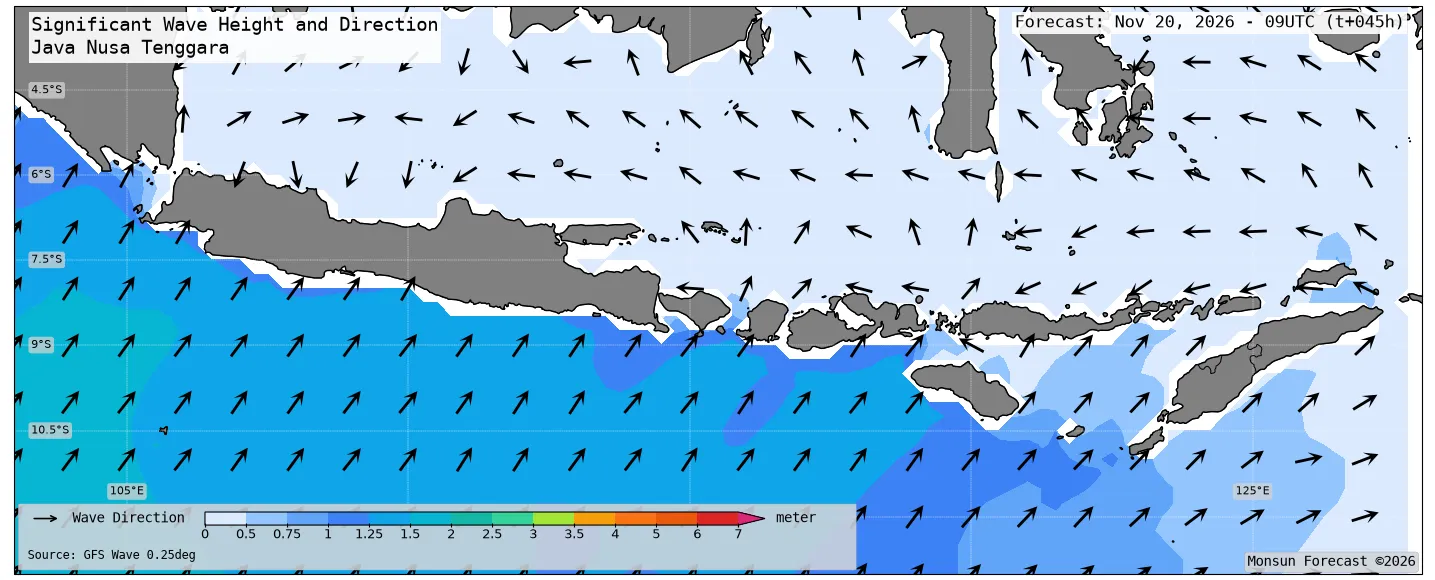 Significant Wave Height and Direction
Java Nusa Tenggara
Forecast: Nov 20, 2026 - 09UTC (t+045h)
4.5°S
6°S
7.5°S
9°S
10.5°S
105°E
125°E
Wave Direction
0 0.5 0.75 1 1.25 1.5 2 2.5 3 3.5 4 5 6 7
meter
Source: GFS Wave 0.25deg
Monsun Forecast ©2026